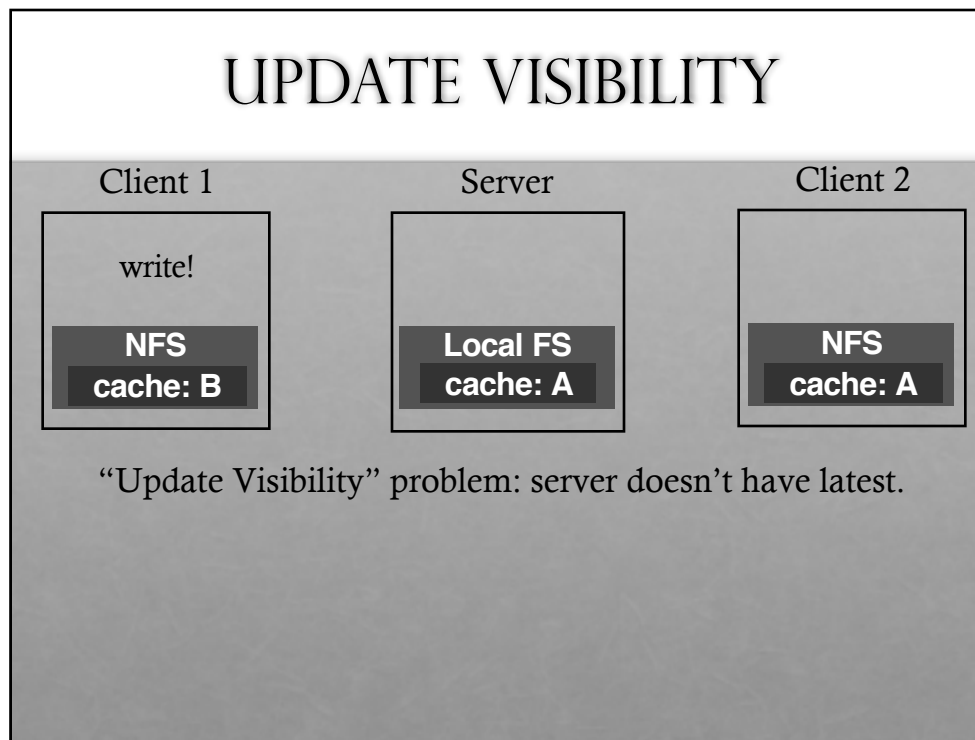 UPDATE VISIBILITY
Client 1
Server
Client 2
write!
NFS
cache: B
Local FS
cache: A
NFS
cache: A
“Update Visibility” problem: server doesn’t have latest.